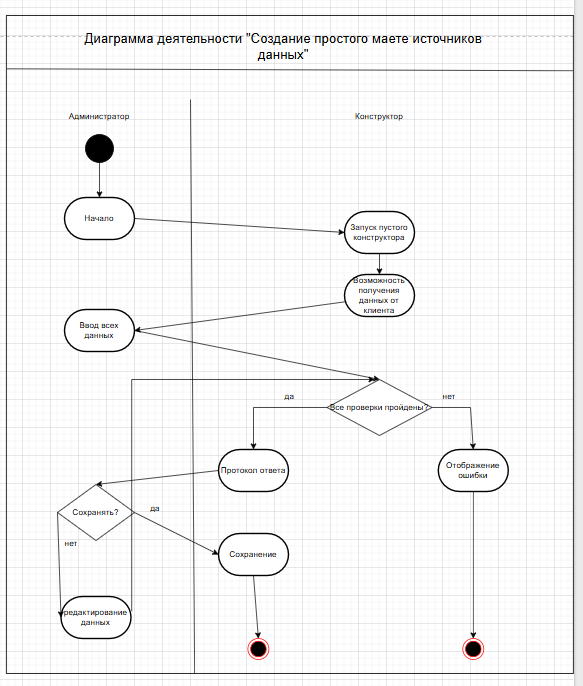 Диаграмма деятельности "Создание простого маете источников
данных"
Администратор
Конструктор
Начало
Запуск пустого
конструктора
Возможность
получения
данных от
клиента
Ввод всех
данных
да
Все проверки пройдены?
нет
Протокол ответа
Отображение
ошибки
Сохранять?
да
нет
Сохранение
редактирование
данных